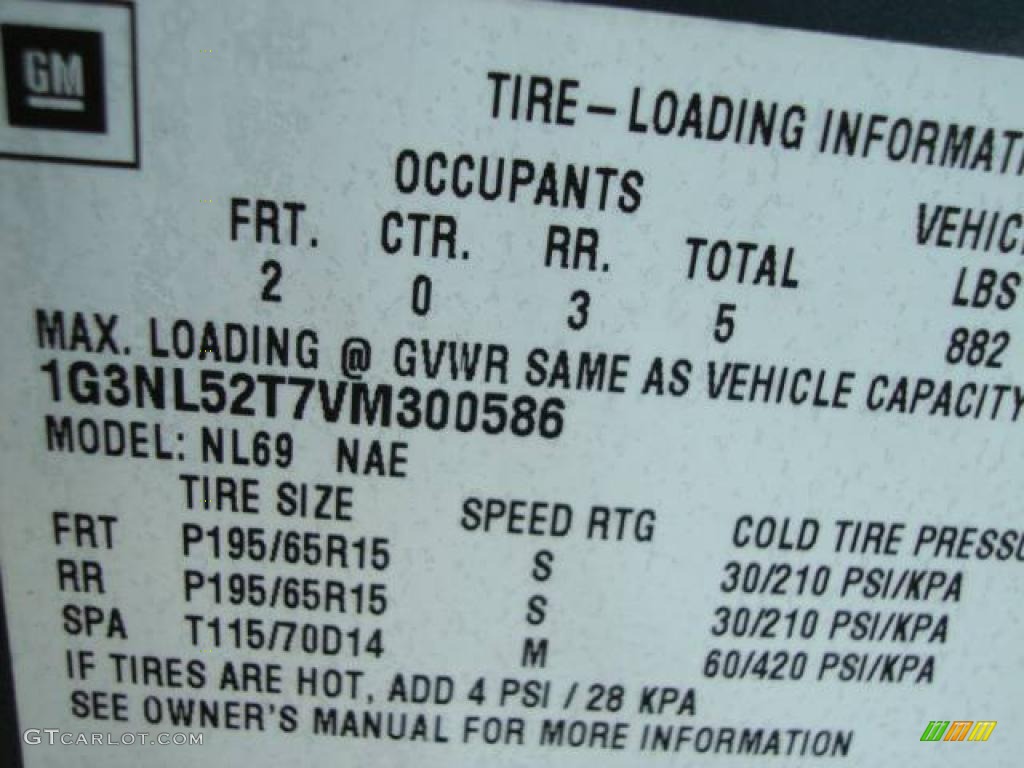 GM
TIRE-LOADING INFORMATI
OCCUPANTS VEHIC
FRT. CTR. RR. TOTAL LBS
2 0 3 5 882
MAX. LOADING @ GVWR SAME AS VEHICLE CAPACITY
1G3NL52T7VM300586
MODEL: NL69 NAE
TIRE SIZE SPEED RTG COLD TIRE PRESSU
FRT P195/65R15 S 30/210 PSI/KPA
RR P195/65R15 S 30/210 PSI/KPA
SPA T115/70D14 M 60/420 PSI/KPA
IF TIRES ARE HOT, ADD 4 PSI / 28 KPA
SEE OWNER'S MANUAL FOR MORE INFORMATION
GTCARLOT.COM